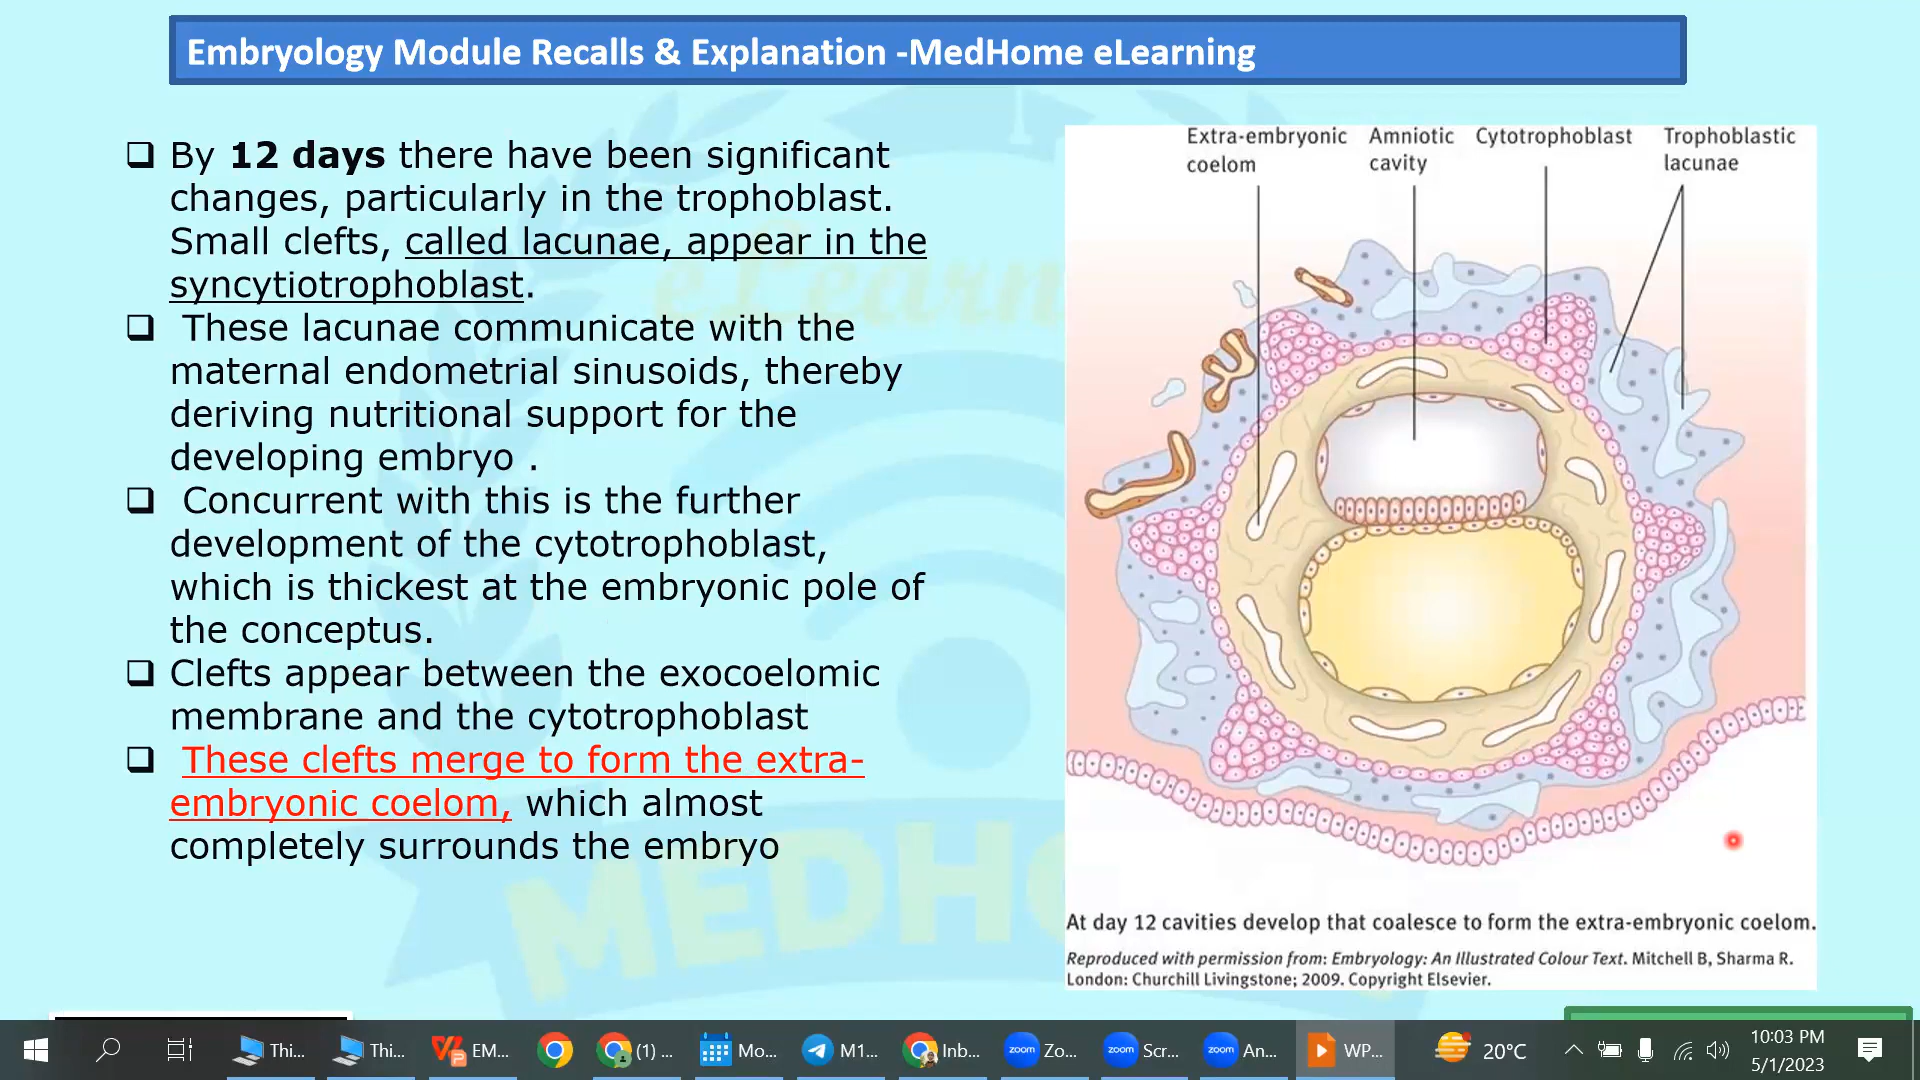 Embryology Module Recalls & Explanation -MedHome eLearning
❑ By 12 days there have been significant
changes, particularly in the trophoblast.
Small clefts, called lacunae, appear in the
syncytiotrophoblast.
❑ These lacunae communicate with the
maternal endometrial sinusoids, thereby
deriving nutritional support for the
developing embryo .
❑ Concurrent with this is the further
development of the cytotrophoblast,
which is thickest at the embryonic pole of
the conceptus.
❑ Clefts appear between the exocoelomic
membrane and the cytotrophoblast
❑ These clefts merge to form the extra-
embryonic coelom, which almost
completely surrounds the embryo
Extra-embryonic
coelom
Amniotic
cavity
Cytotrophoblast
Trophoblastic
lacunae
At day 12 cavities develop that coalesce to form the extra-embryonic coelom.
Reproduced with permission from: Embryology: An Illustrated Colour Text. Mitchell B, Sharma R.
London: Churchill Livingstone; 2009. Copyright Elsevier.
eLearn
MEDHO
Thi...
Thi...
EM...
(1) ...
Mo...
M1...
Inb...
zoom Zo...
zoom Scr...
zoom An...
WP...
20°C
10:03 PM
5/1/2023